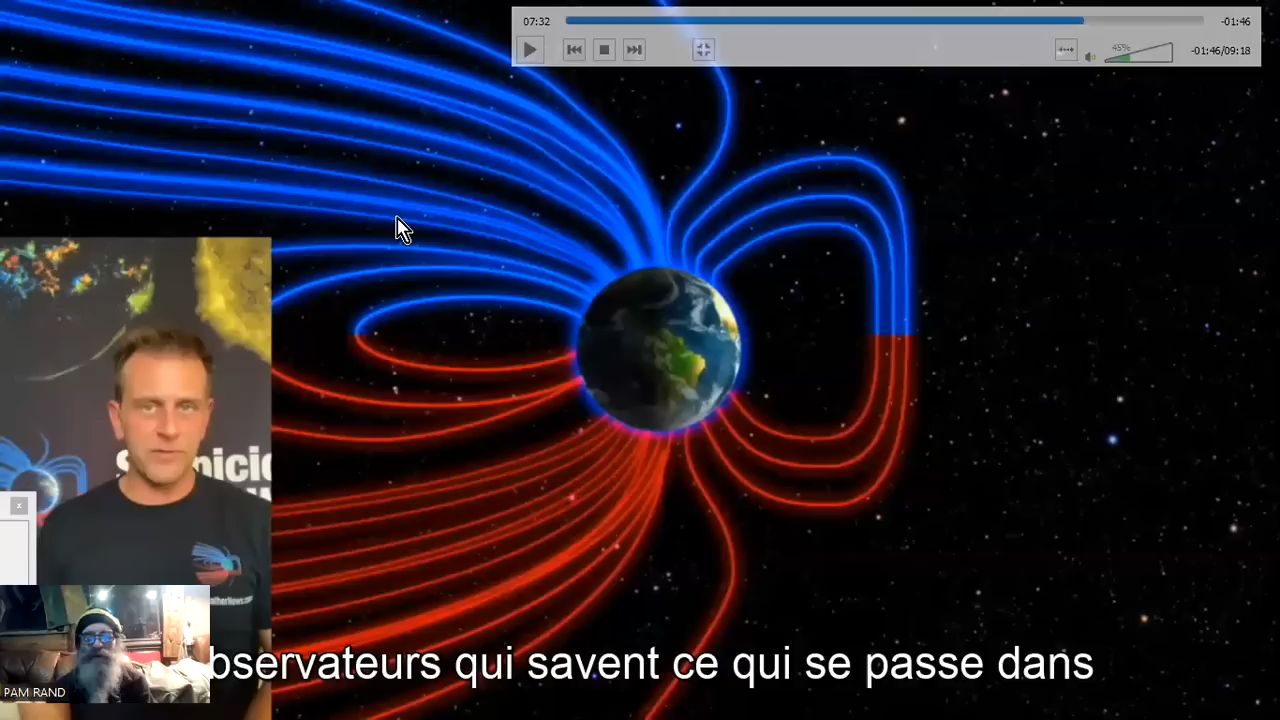 07:32
-01:46
45%
-01:46/09:18
x
PAM RAND
bservateurs qui savent ce qui se passe dans